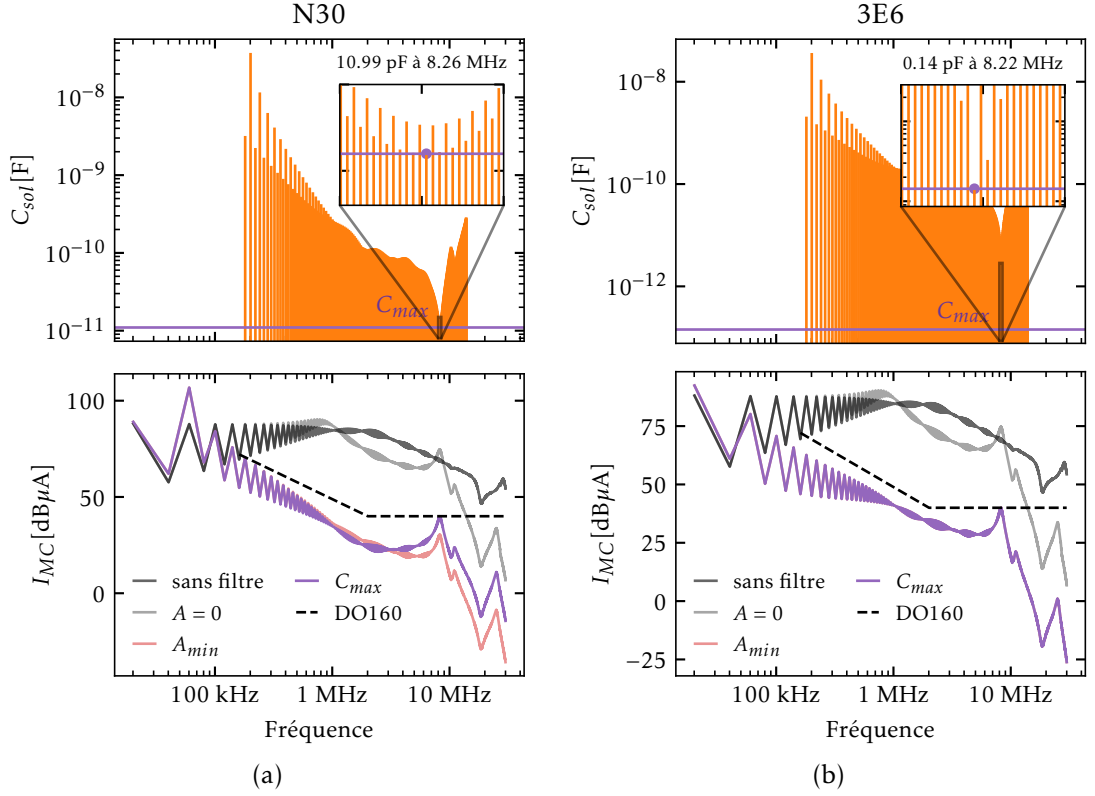 N30
10.99 pF à 8.26 MHz
10⁻⁸
10⁻⁹
10⁻¹⁰
10⁻¹¹
C_sol [F]
C_max
100
50
0
I_MC [dBµA]
sans filtre
A = 0
A_min
C_max
DO160
100 kHz
1 MHz
10 MHz
Fréquence
(a)
3E6
0.14 pF à 8.22 MHz
10⁻⁸
10⁻¹⁰
10⁻¹²
C_sol [F]
C_max
75
50
25
0
−25
I_MC [dBµA]
sans filtre
A = 0
A_min
C_max
DO160
100 kHz
1 MHz
10 MHz
Fréquence
(b)